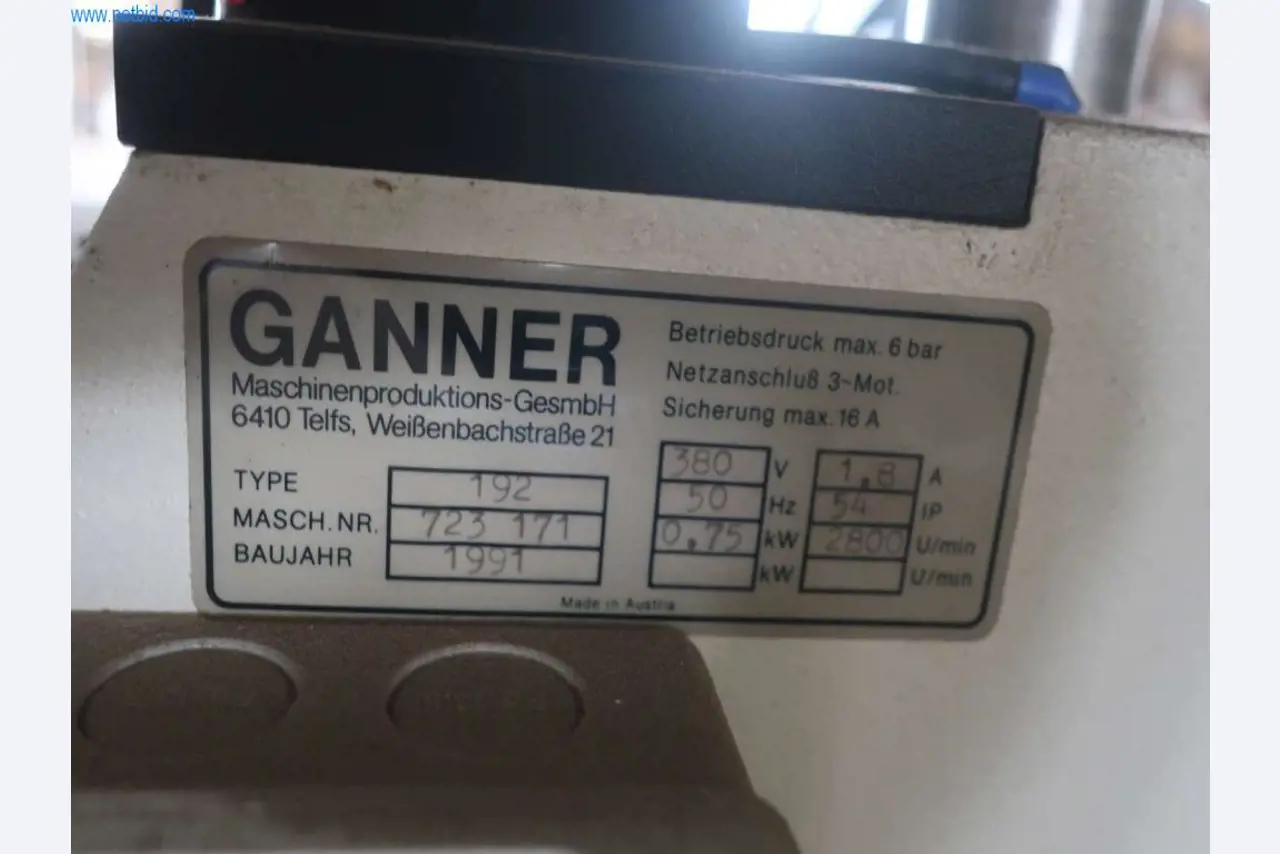 www.netbid.com
GANNER
Maschinenproduktions-GesmbH
6410 Telfs, Weißenbachstraße 21
TYPE 192
MASCH.NR. 723 171
BAUJAHR 1991
Betriebsdruck max. 6 bar
Netzanschluß 3~Mot.
Sicherung max. 16 A
380 V 1.8 A
50 Hz 54 IP
0.75 kW 2800 U/min
kW U/min
Made in Austria